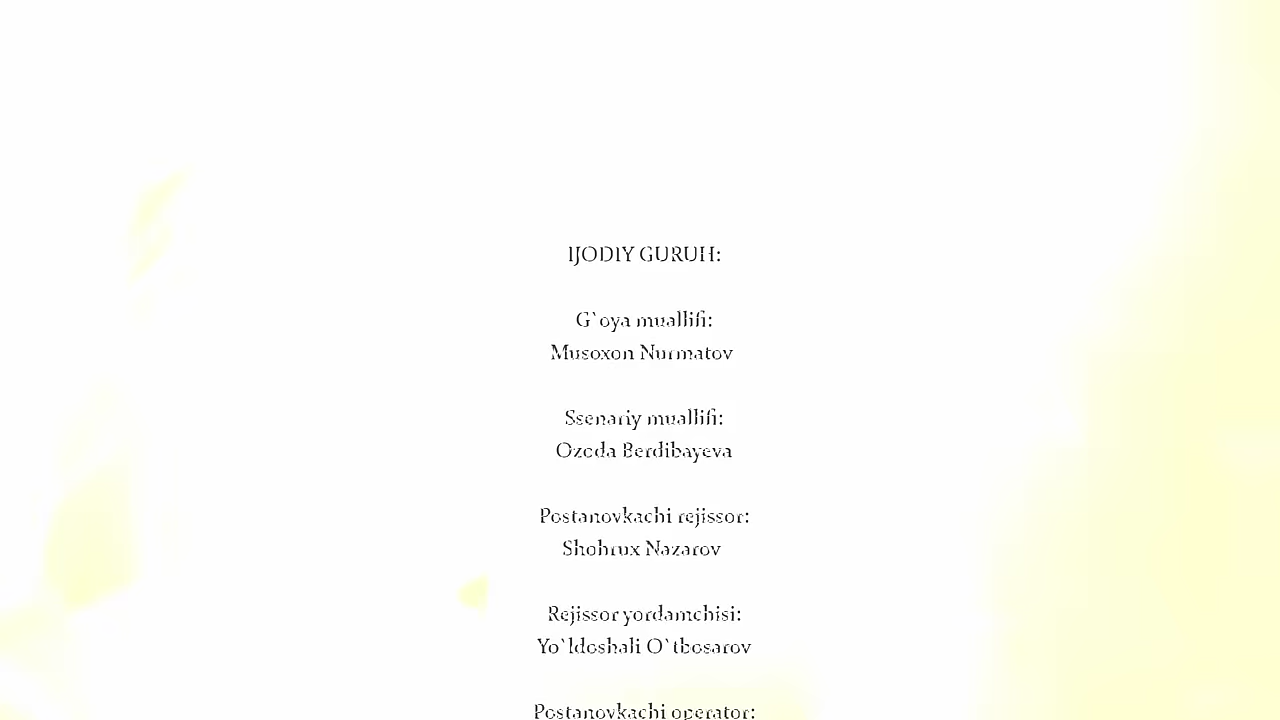 IJODIY GURUH:
G`oya muallifi:
Musoxon Nurmatov
Ssenariy muallifi:
Ozoda Berdibayeva
Postanovkachi rejissor:
Shohrux Nazarov
Rejissor yordamchisi:
Yo`ldoshali O`tbosarov
Postanovkachi operator: